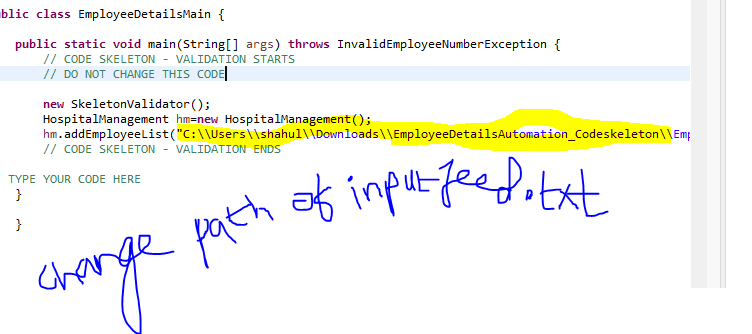 ublic class EmployeeDetailsMain {
public static void main(String[] args) throws InvalidEmployeeNumberException {
// CODE SKELETON - VALIDATION STARTS
// DO NOT CHANGE THIS CODE
new SkeletonValidator();
HospitalManagement hm=new HospitalManagement();
hm.addEmployeeList("C:\\Users\\shahul\\Downloads\\EmployeeDetailsAutomation_Codeskeleton\\Emp
// CODE SKELETON - VALIDATION ENDS
TYPE YOUR CODE HERE
}
}
change path of inputfeed.txt